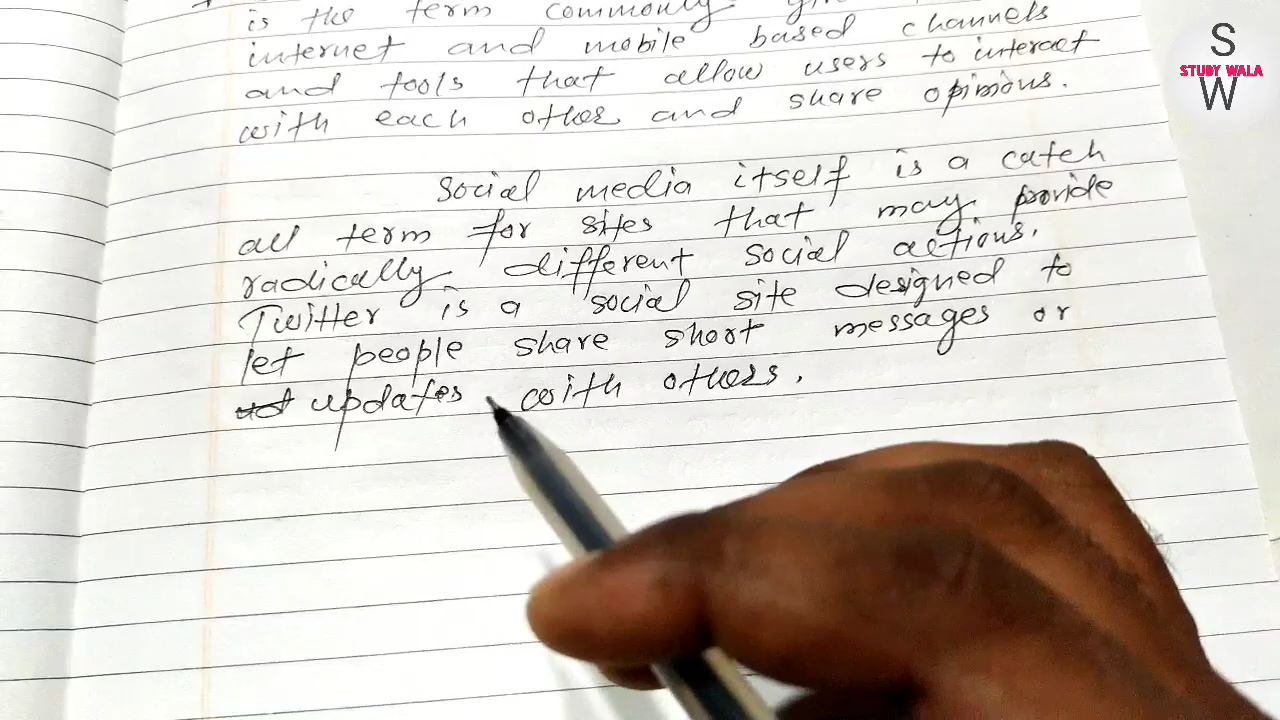 is the term commonly
internet and mobile based channels
and tools that allow users to interact
with each other and share opinions.
Social media itself is a catch
all term for sites that may provide
radically different social actions.
Twitter is a social site designed to
let people share short messages or
updates with others.
S
STUDY WALA
W